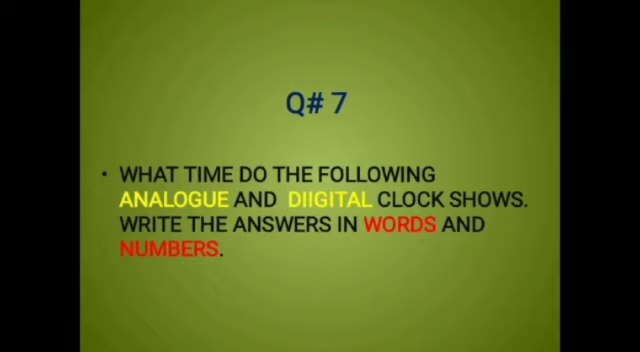 Q# 7
• WHAT TIME DO THE FOLLOWING
ANALOGUE AND DIIGITAL CLOCK SHOWS.
WRITE THE ANSWERS IN WORDS AND
NUMBERS.